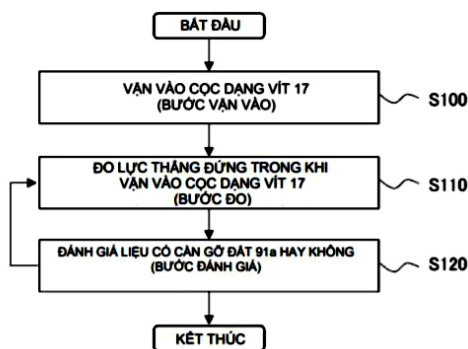 BẮT ĐẦU
VẶN VÀO CỌC DẠNG VÍT 17
(BƯỚC VẶN VÀO)
S100
ĐO LỰC THẲNG ĐỨNG TRONG KHI
VẶN VÀO CỌC DẠNG VÍT 17
(BƯỚC ĐO)
S110
ĐÁNH GIÁ LIỆU CÓ CẦN GỠ ĐẤT 91a HAY KHÔNG
(BƯỚC ĐÁNH GIÁ)
S120
KẾT THÚC